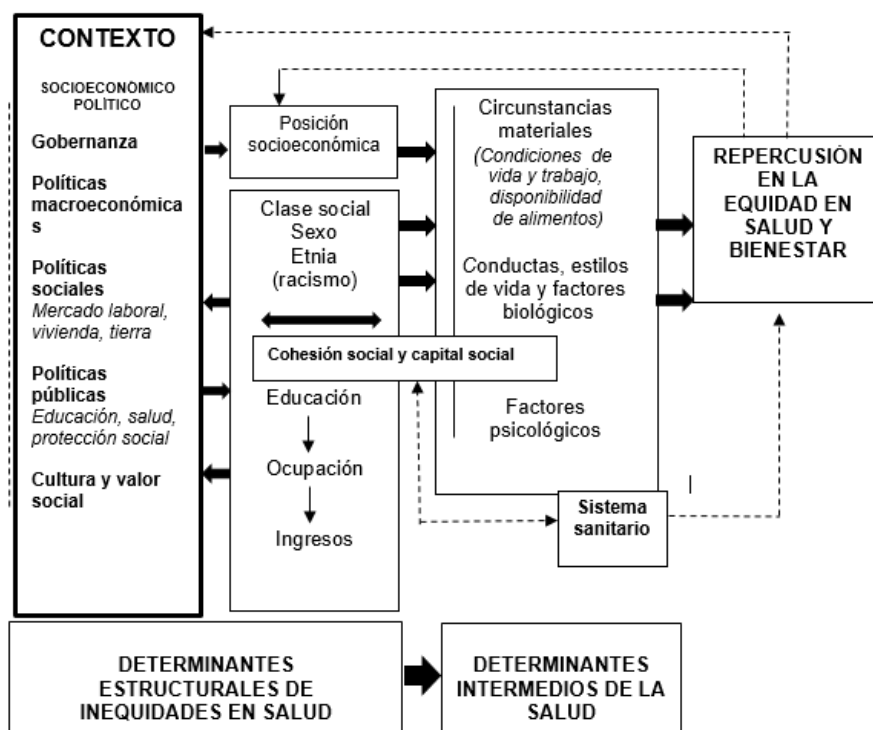 CONTEXTO
SOCIOECONÓMICO
POLÍTICO
Gobernanza
Políticas
macroeconómica
s
Políticas
sociales
Mercado laboral,
vivienda, tierra
Políticas
públicas
Educación, salud,
protección social
Cultura y valor
social
Posición
socioeconómica
Clase social
Sexo
Etnia
(racismo)
Cohesión social y capital social
Educación
Ocupación
Ingresos
Circunstancias
materiales
(Condiciones de
vida y trabajo,
disponibilidad
de alimentos)
Conductas, estilos
de vida y factores
biológicos
Factores
psicológicos
Sistema
sanitario
REPERCUSIÓN
EN LA
EQUIDAD EN
SALUD Y
BIENESTAR
DETERMINANTES
ESTRUCTURALES DE
INEQUIDADES EN SALUD
DETERMINANTES
INTERMEDIOS DE LA
SALUD